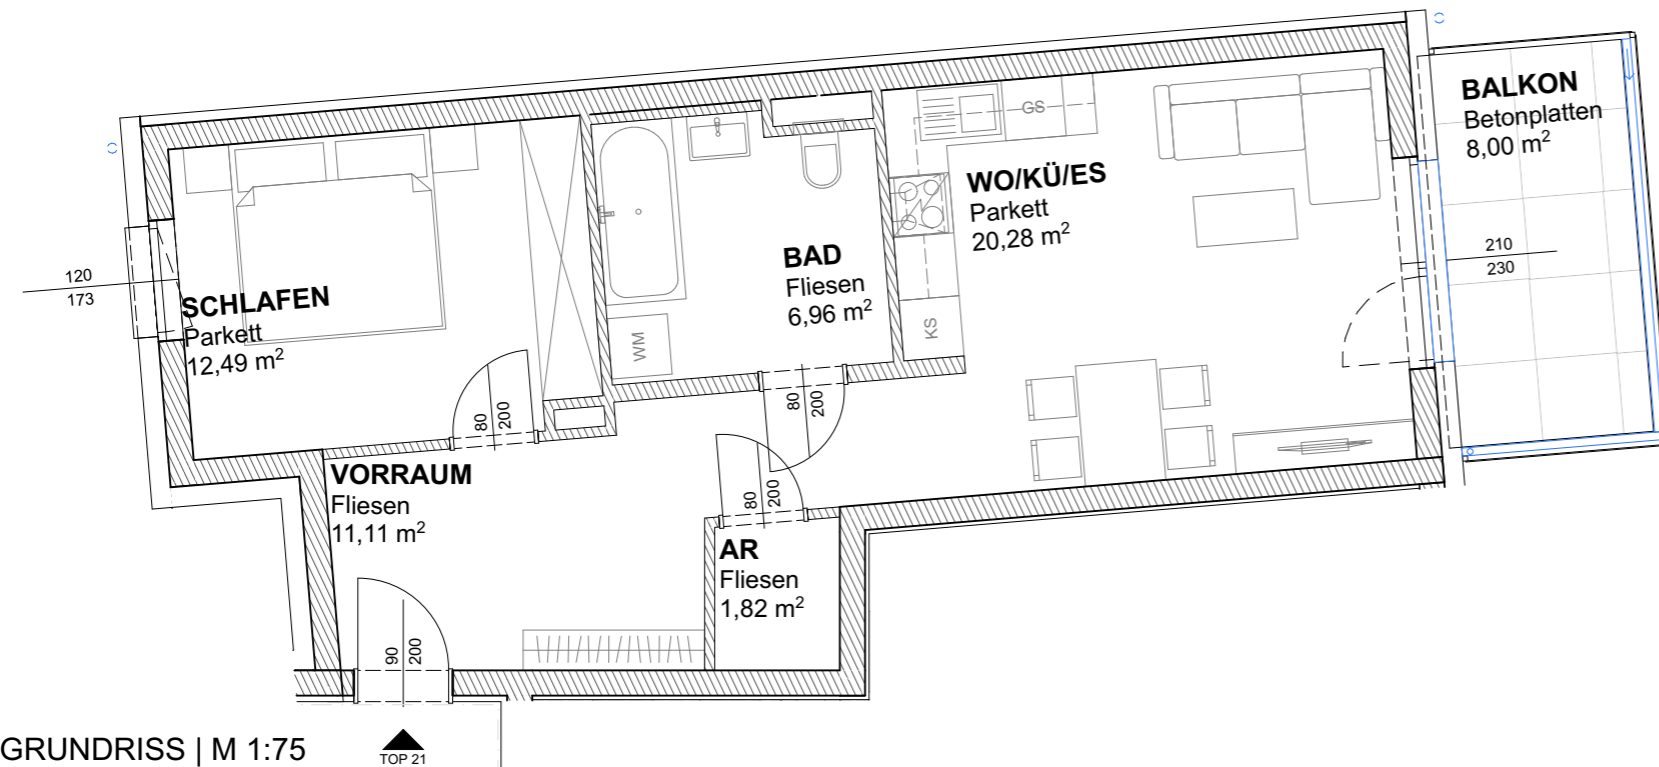 BALKON
Betonplatten
8,00 m²
GS
WO/KÜ/ES
Parkett
20,28 m²
210
230
BAD
Fliesen
6,96 m²
120
173
SCHLAFEN
Parkett
12,49 m²
WM
KS
80
200
80
200
80
200
VORRAUM
Fliesen
11,11 m²
AR
Fliesen
1,82 m²
90
200
GRUNDRISS | M 1:75
TOP 21